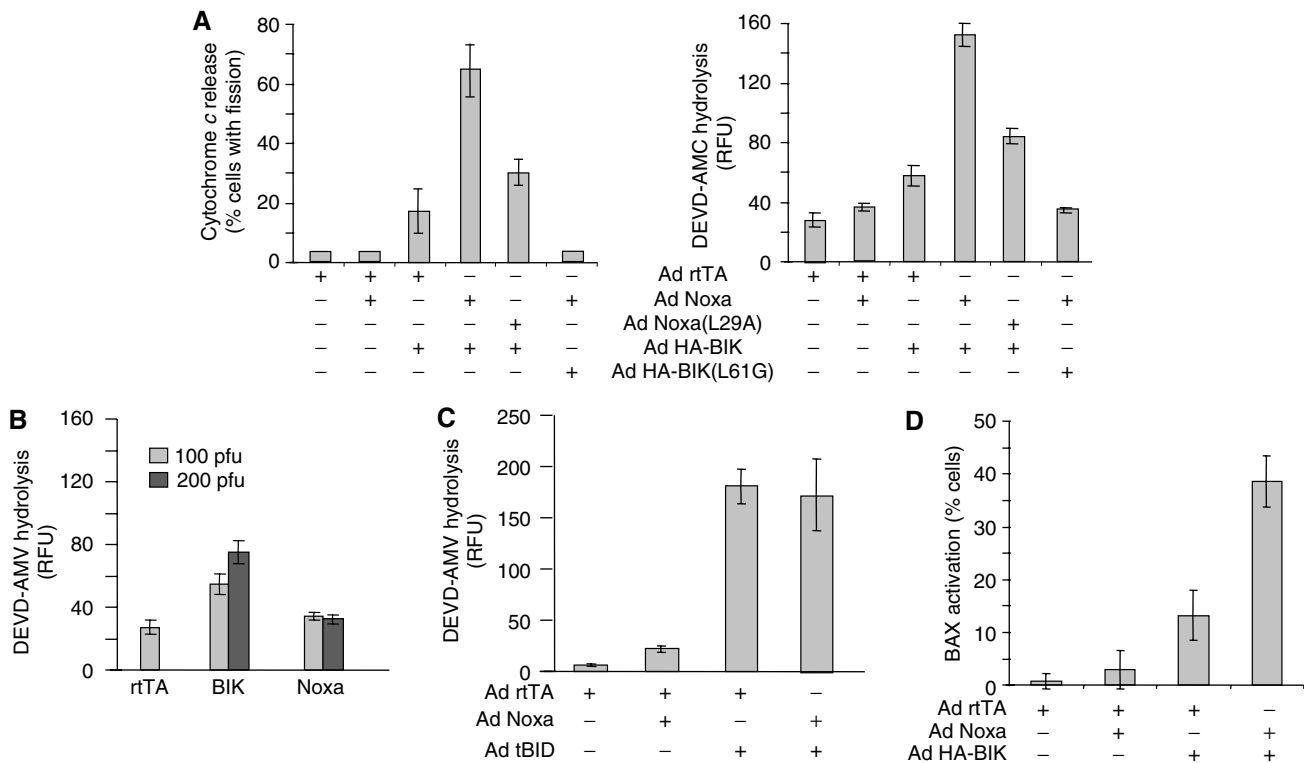 A
Cytochrome c release
(% cells with fission)
80
60
40
20
0
DEVD-AMC hydrolysis
(RFU)
160
120
80
40
0
+ + + − − − Ad rtTA + + + − − −
− + − + − + Ad Noxa − + − + − +
− − − − + − Ad Noxa(L29A) − − − − + −
− − + + + − Ad HA-BIK − − + + + −
− − − − − + Ad HA-BIK(L61G) − − − − − +
B
DEVD-AMV hydrolysis
(RFU)
160
120
80
40
0
100 pfu
200 pfu
rtTA BIK Noxa
C
DEVD-AMV hydrolysis
(RFU)
250
200
150
100
50
0
Ad rtTA + + + −
Ad Noxa − + − +
Ad tBID − − + +
D
BAX activation (% cells)
50
40
30
20
10
0
Ad rtTA + + + −
Ad Noxa − + − +
Ad HA-BIK − − + +